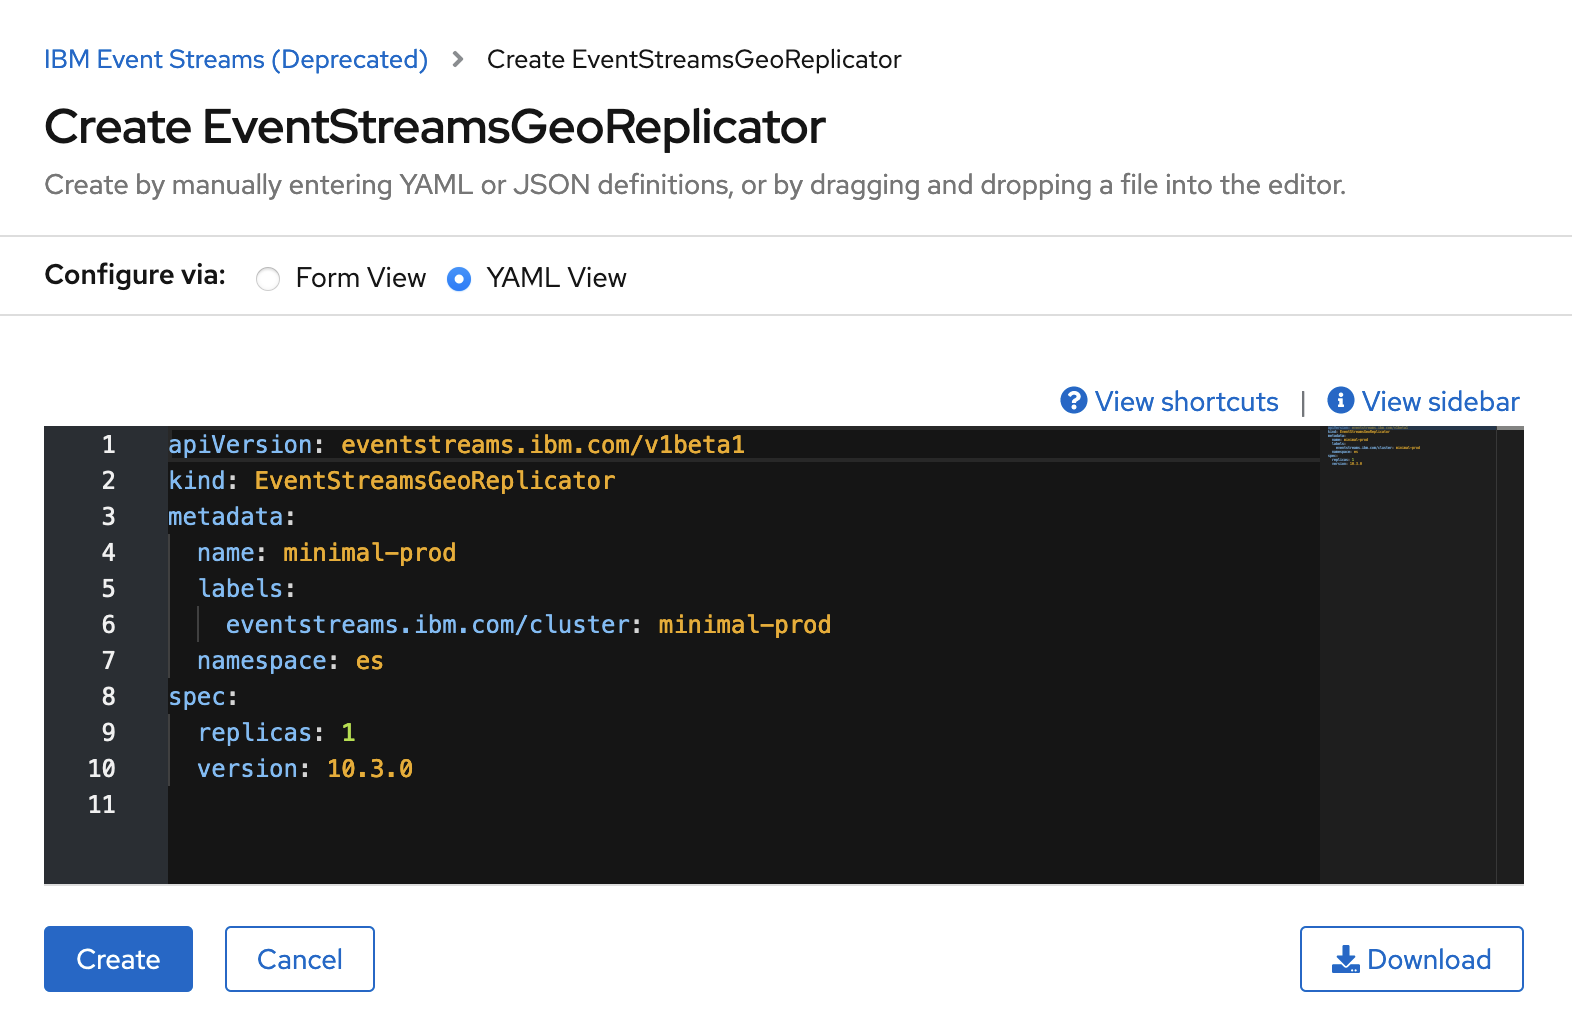 IBM Event Streams (Deprecated) > Create EventStreamsGeoReplicator
Create EventStreamsGeoReplicator
Create by manually entering YAML or JSON definitions, or by dragging and dropping a file into the editor.
Configure via: Form View YAML View
View shortcuts | View sidebar
1 apiVersion: eventstreams.ibm.com/v1beta1
2 kind: EventStreamsGeoReplicator
3 metadata:
4 name: minimal-prod
5 labels:
6 eventstreams.ibm.com/cluster: minimal-prod
7 namespace: es
8 spec:
9 replicas: 1
10 version: 10.3.0
11
Create Cancel Download